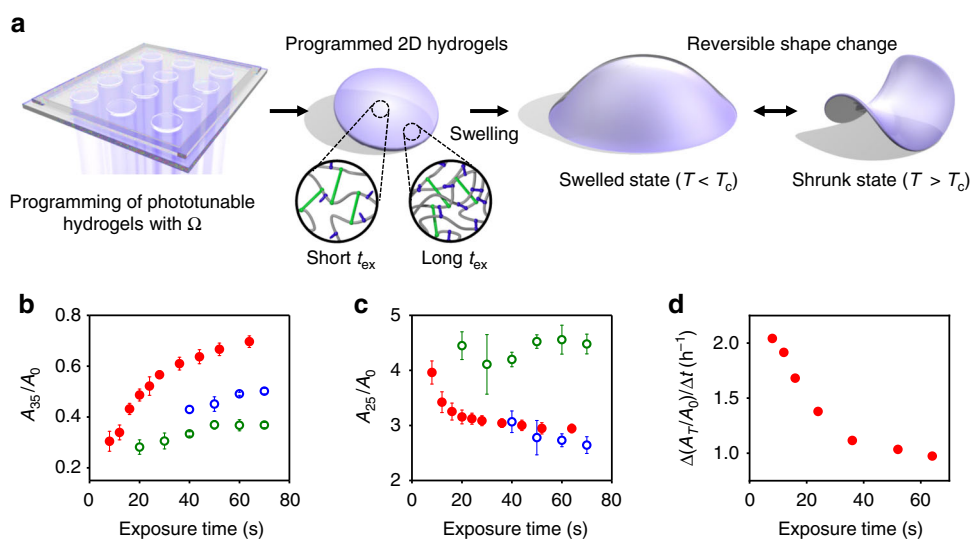 a
Programmed 2D hydrogels
Reversible shape change
Swelling
Programming of phototunable
hydrogels with Ω
Short tex
Long tex
Swelled state (T < Tc)
Shrunk state (T > Tc)
b
A35/A0
0.8
0.6
0.4
0.2
0 20 40 60 80
Exposure time (s)
c
A25/A0
5
4
3
2
0 20 40 60 80
Exposure time (s)
d
Δ(AT/A0)/Δt (h⁻¹)
2.0
1.5
1.0
0 20 40 60
Exposure time (s)